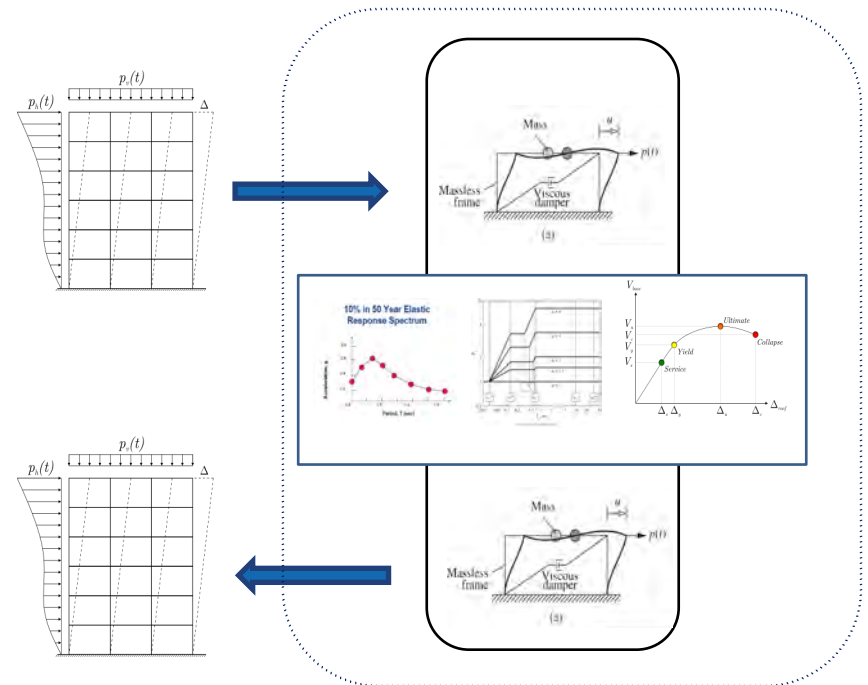 p_v(t)
p_h(t)
Δ
Mass
u
p(t)
Massless
frame
Viscous
damper
(a)
10% in 50 Year Elastic
Response Spectrum
Acceleration, g
Period, T (sec)
V_base
V_u
V_y
V_s
Ultimate
Collapse
Yield
Service
Δ_s Δ_y Δ_u Δ_c Δ_roof
p_v(t)
p_h(t)
Δ
Mass
u
p(t)
Massless
frame
Viscous
damper
(a)